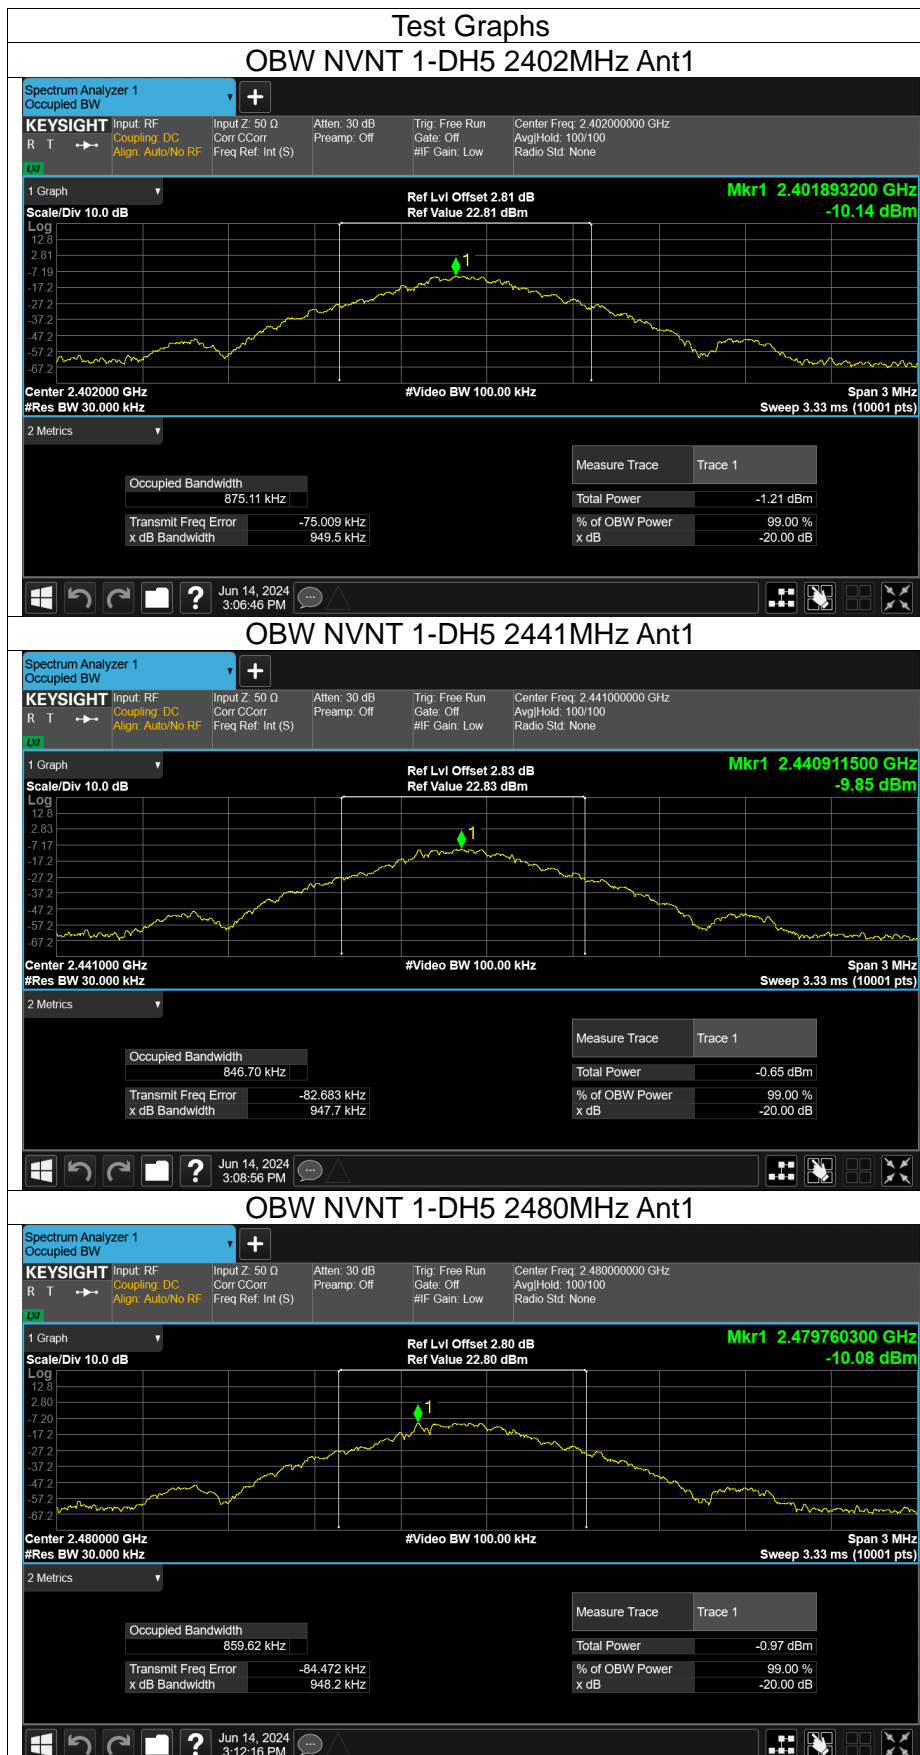 Test Graphs
OBW NVNT 1-DH5 2402MHz Ant1
Spectrum Analyzer 1
Occupied BW
KEYSIGHT Input: RF Input Z: 50 Ω Atten: 30 dB Trig: Free Run Center Freq: 2.402000000 GHz
R T Coupling: DC Corr CCorr Preamp: Off Gate: Off Avg|Hold: 100/100
Align: Auto/No RF Freq Ref: Int (S) #IF Gain: Low Radio Std: None
LXI
1 Graph Ref Lvl Offset 2.81 dB Mkr1 2.401893200 GHz
Scale/Div 10.0 dB Ref Value 22.81 dBm -10.14 dBm
Log
12.8
2.81
1
-7.19
-17.2
-27.2
-37.2
-47.2
-57.2
-67.2
Center 2.402000 GHz #Video BW 100.00 kHz Span 3 MHz
#Res BW 30.000 kHz Sweep 3.33 ms (10001 pts)
2 Metrics
Measure Trace Trace 1
Occupied Bandwidth
875.11 kHz Total Power -1.21 dBm
Transmit Freq Error -75.009 kHz % of OBW Power 99.00 %
x dB Bandwidth 949.5 kHz x dB -20.00 dB
? Jun 14, 2024
3:06:46 PM
OBW NVNT 1-DH5 2441MHz Ant1
Spectrum Analyzer 1
Occupied BW
KEYSIGHT Input: RF Input Z: 50 Ω Atten: 30 dB Trig: Free Run Center Freq: 2.441000000 GHz
R T Coupling: DC Corr CCorr Preamp: Off Gate: Off Avg|Hold: 100/100
Align: Auto/No RF Freq Ref: Int (S) #IF Gain: Low Radio Std: None
LXI
1 Graph Ref Lvl Offset 2.83 dB Mkr1 2.440911500 GHz
Scale/Div 10.0 dB Ref Value 22.83 dBm -9.85 dBm
Log
12.8
2.83
1
-7.17
-17.2
-27.2
-37.2
-47.2
-57.2
-67.2
Center 2.441000 GHz #Video BW 100.00 kHz Span 3 MHz
#Res BW 30.000 kHz Sweep 3.33 ms (10001 pts)
2 Metrics
Measure Trace Trace 1
Occupied Bandwidth
846.70 kHz Total Power -0.65 dBm
Transmit Freq Error -82.683 kHz % of OBW Power 99.00 %
x dB Bandwidth 947.7 kHz x dB -20.00 dB
? Jun 14, 2024
3:08:56 PM
OBW NVNT 1-DH5 2480MHz Ant1
Spectrum Analyzer 1
Occupied BW
KEYSIGHT Input: RF Input Z: 50 Ω Atten: 30 dB Trig: Free Run Center Freq: 2.480000000 GHz
R T Coupling: DC Corr CCorr Preamp: Off Gate: Off Avg|Hold: 100/100
Align: Auto/No RF Freq Ref: Int (S) #IF Gain: Low Radio Std: None
LXI
1 Graph Ref Lvl Offset 2.80 dB Mkr1 2.479760300 GHz
Scale/Div 10.0 dB Ref Value 22.80 dBm -10.08 dBm
Log
12.8
2.80
1
-7.20
-17.2
-27.2
-37.2
-47.2
-57.2
-67.2
Center 2.480000 GHz #Video BW 100.00 kHz Span 3 MHz
#Res BW 30.000 kHz Sweep 3.33 ms (10001 pts)
2 Metrics
Measure Trace Trace 1
Occupied Bandwidth
859.62 kHz Total Power -0.97 dBm
Transmit Freq Error -84.472 kHz % of OBW Power 99.00 %
x dB Bandwidth 948.2 kHz x dB -20.00 dB
? Jun 14, 2024
3:12:16 PM